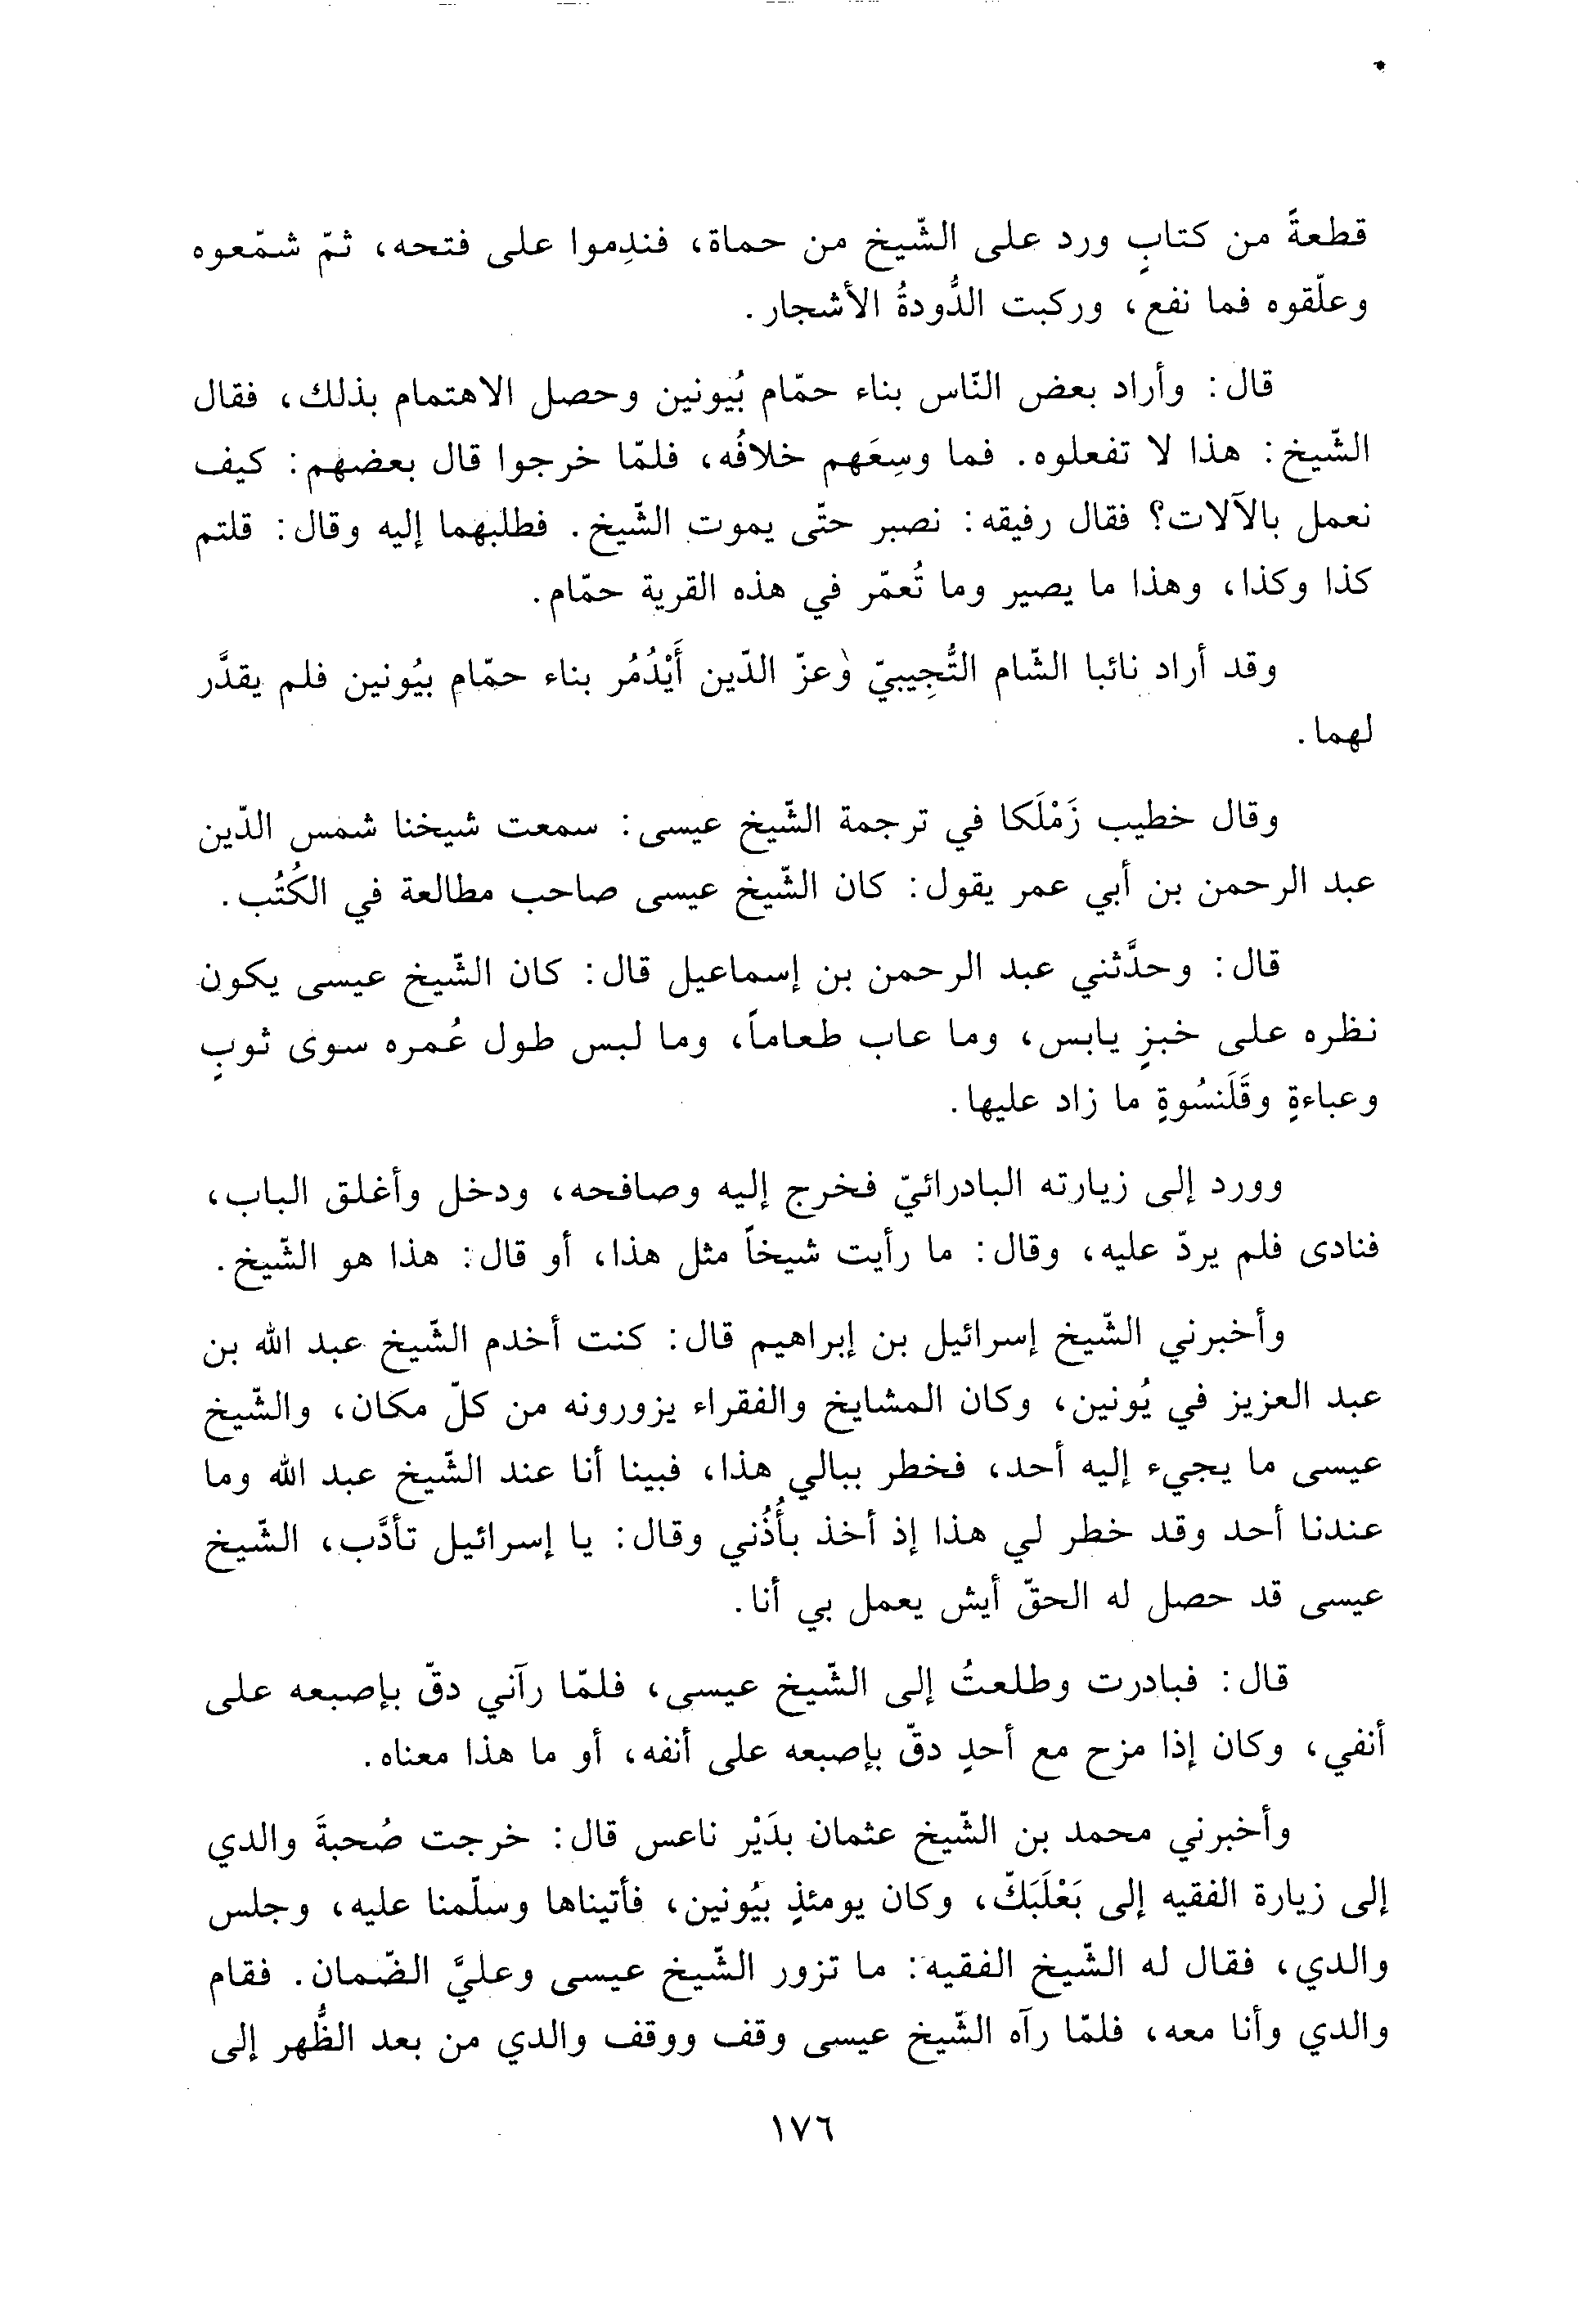 قطعةً من كتابٍ ورد على الشّيخ من حماة، فندِموا على فتحه، ثمّ شمّعوه
وعلّقوه فما نفع، وركبت الدُّودةُ الأشجار.
قال: وأراد بعض النّاس بناء حمّام بُيونين وحصل الاهتمام بذلك، فقال
الشّيخ: هذا لا تفعلوه. فما وسِعَهم خلافُه، فلمّا خرجوا قال بعضهم: كيف
نعمل بالآلات؟ فقال رفيقه: نصبر حتّى يموت الشّيخ. فطلبهما إليه وقال: قلتم
كذا وكذا، وهذا ما يصير وما تُعمّر في هذه القرية حمّام.
وقد أراد نائبا الشّام التُّجِيبيّ وعزّ الدّين أَيْدُمُر بناء حمّام بيُونين فلم يقدَّر
لهما.
وقال خطيب زَمْلَكا في ترجمة الشّيخ عيسى: سمعت شيخنا شمس الدّين
عبد الرحمن بن أبي عمر يقول: كان الشّيخ عيسى صاحب مطالعة في الكُتُب.
قال: وحدَّثني عبد الرحمن بن إسماعيل قال: كان الشّيخ عيسى يكون
نظره على خبزٍ يابس، وما عاب طعاماً، وما لبس طول عُمره سوى ثوبٍ
وعباءةٍ وقَلَنسُوةٍ ما زاد عليها.
وورد إلى زيارته البادرائيّ فخرج إليه وصافحه، ودخل وأغلق الباب،
فنادى فلم يردّ عليه، وقال: ما رأيت شيخاً مثل هذا، أو قال: هذا هو الشّيخ.
وأخبرني الشّيخ إسرائيل بن إبراهيم قال: كنت أخدم الشّيخ عبد الله بن
عبد العزيز في يُونين، وكان المشايخ والفقراء يزورونه من كلّ مكان، والشّيخ
عيسى ما يجيء إليه أحد، فخطر ببالي هذا، فبينا أنا عند الشّيخ عبد الله وما
عندنا أحد وقد خطر لي هذا إذ أخذ بأُذُني وقال: يا إسرائيل تأدَّب، الشّيخ
عيسى قد حصل له الحقّ أيش يعمل بي أنا.
قال: فبادرت وطلعتُ إلى الشّيخ عيسى، فلمّا رآني دقّ بإصبعه على
أنفي، وكان إذا مزح مع أحدٍ دقّ بإصبعه على أنفه، أو ما هذا معناه.
وأخبرني محمد بن الشّيخ عثمان بدَيْر ناعس قال: خرجت صُحبةَ والدي
إلى زيارة الفقيه إلى بَعْلَبَكّ، وكان يومئذٍ بيُونين، فأتيناها وسلّمنا عليه، وجلس
والدي، فقال له الشّيخ الفقيه: ما تزور الشّيخ عيسى وعليَّ الضّمان. فقام
والدي وأنا معه، فلمّا رآه الشّيخ عيسى وقف ووقف والدي من بعد الظُّهر إلى
١٧٦